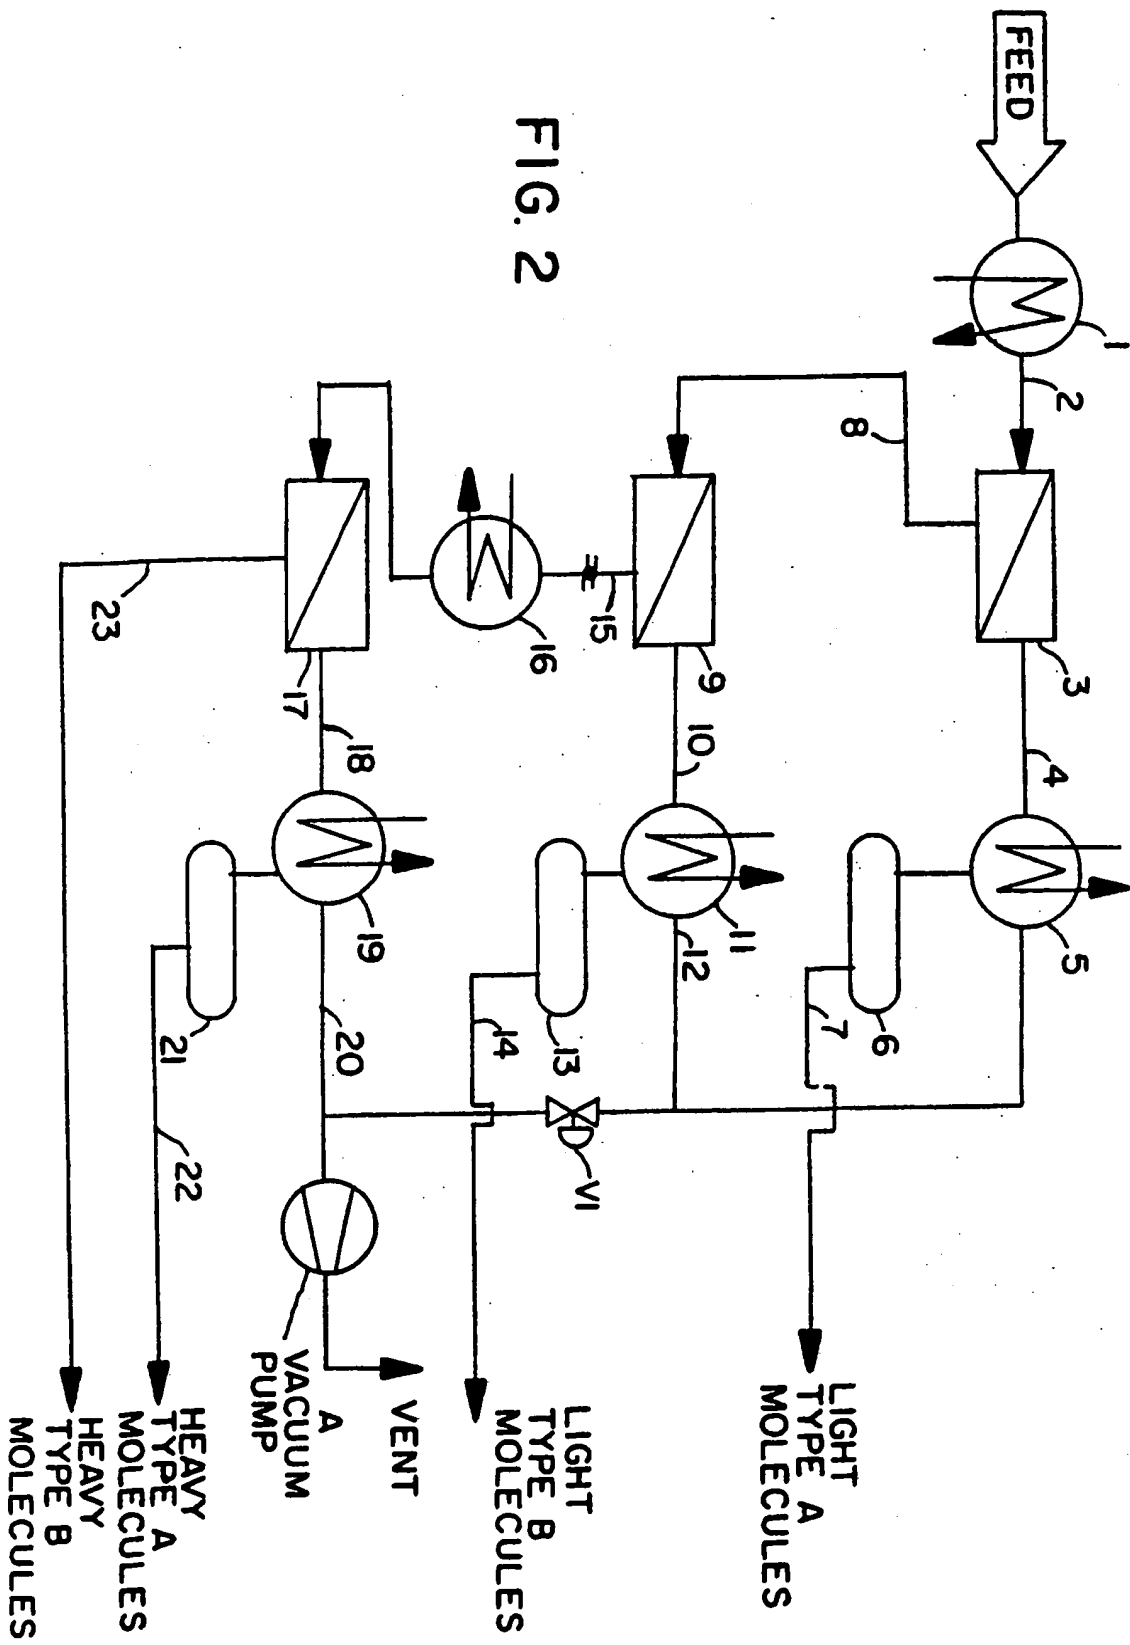 FEED
1
2
3
4
5
6
7
LIGHT
TYPE A
MOLECULES
8
9
10
11
12
13
14
V1
LIGHT
TYPE B
MOLECULES
15
16
17
18
19
20
21
22
23
VENT
A
VACUUM
PUMP
HEAVY
TYPE A
MOLECULES
HEAVY
TYPE B
MOLECULES
FIG. 2